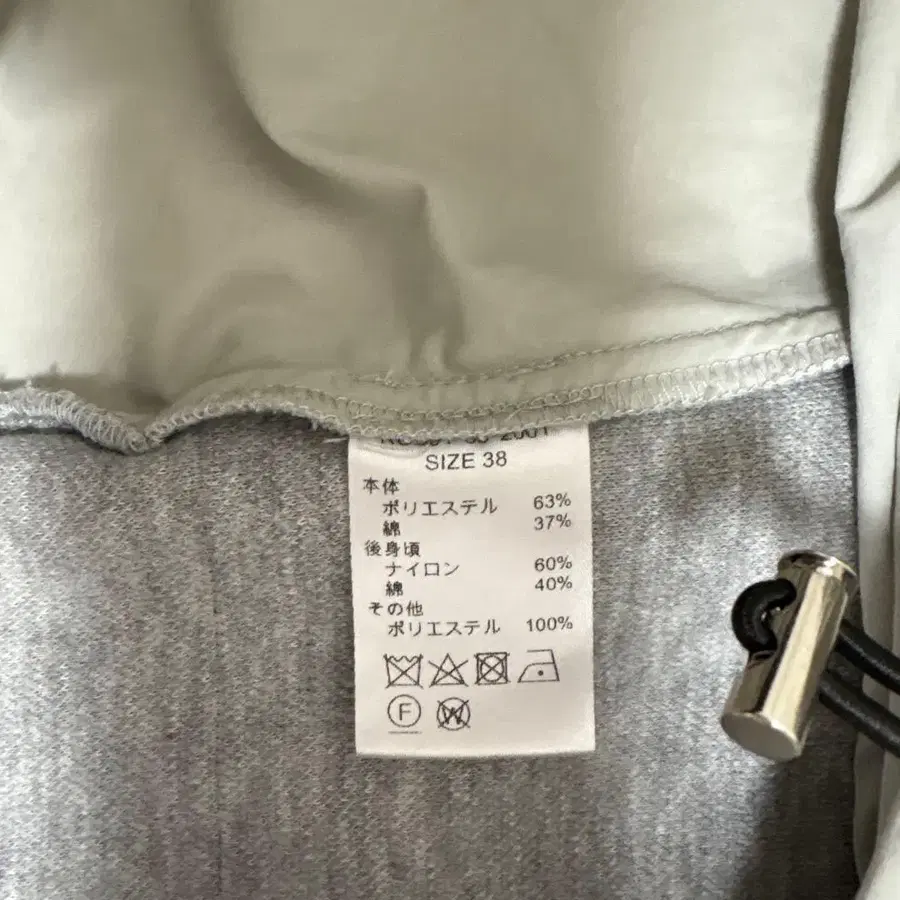 SIZE 38
本体
ポリエステル 63%
綿 37%
後身頃
ナイロン 60%
綿 40%
その他
ポリエステル 100%
F W